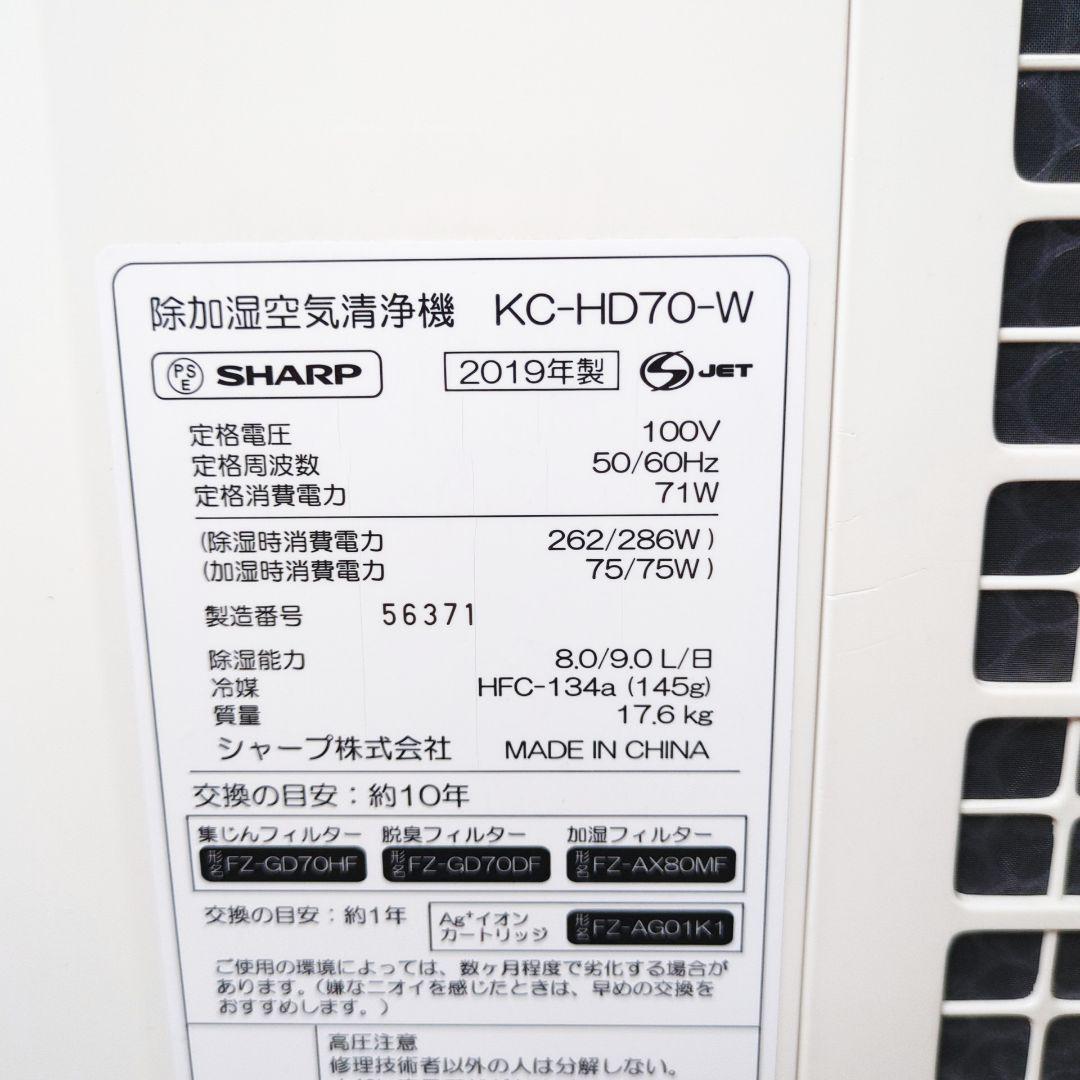 除加湿空気清浄機 KC-HD70-W
PSE SHARP 2019年製 JET
定格電圧 100V
定格周波数 50/60Hz
定格消費電力 71W
(除湿時消費電力 262/286W)
(加湿時消費電力 75/75W)
製造番号 56371
除湿能力 8.0/9.0 L/日
冷媒 HFC-134a (145g)
質量 17.6 kg
シャープ株式会社 MADE IN CHINA
交換の目安：約10年
集じんフィルター 脱臭フィルター 加湿フィルター
形名 FZ-GD70HF 形名 FZ-GD70DF 形名 FZ-AX80MF
交換の目安：約1年 Ag⁺イオンカートリッジ 形名 FZ-AG01K1
ご使用の環境によっては、数ヶ月程度で劣化する場合が
あります。(嫌なニオイを感じたときは、早めの交換を
おすすめします。)
高圧注意
修理技術者以外の人は分解しない。